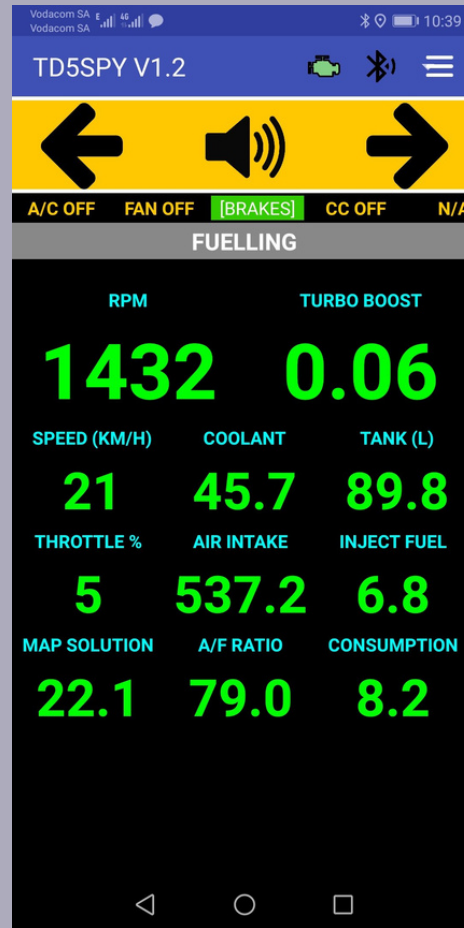 Vodacom SA E 4G 10:39
Vodacom SA
TD5SPY V1.2
A/C OFF FAN OFF [BRAKES] CC OFF N/A
FUELLING
RPM TURBO BOOST
1432 0.06
SPEED (KM/H) COOLANT TANK (L)
21 45.7 89.8
THROTTLE % AIR INTAKE INJECT FUEL
5 537.2 6.8
MAP SOLUTION A/F RATIO CONSUMPTION
22.1 79.0 8.2